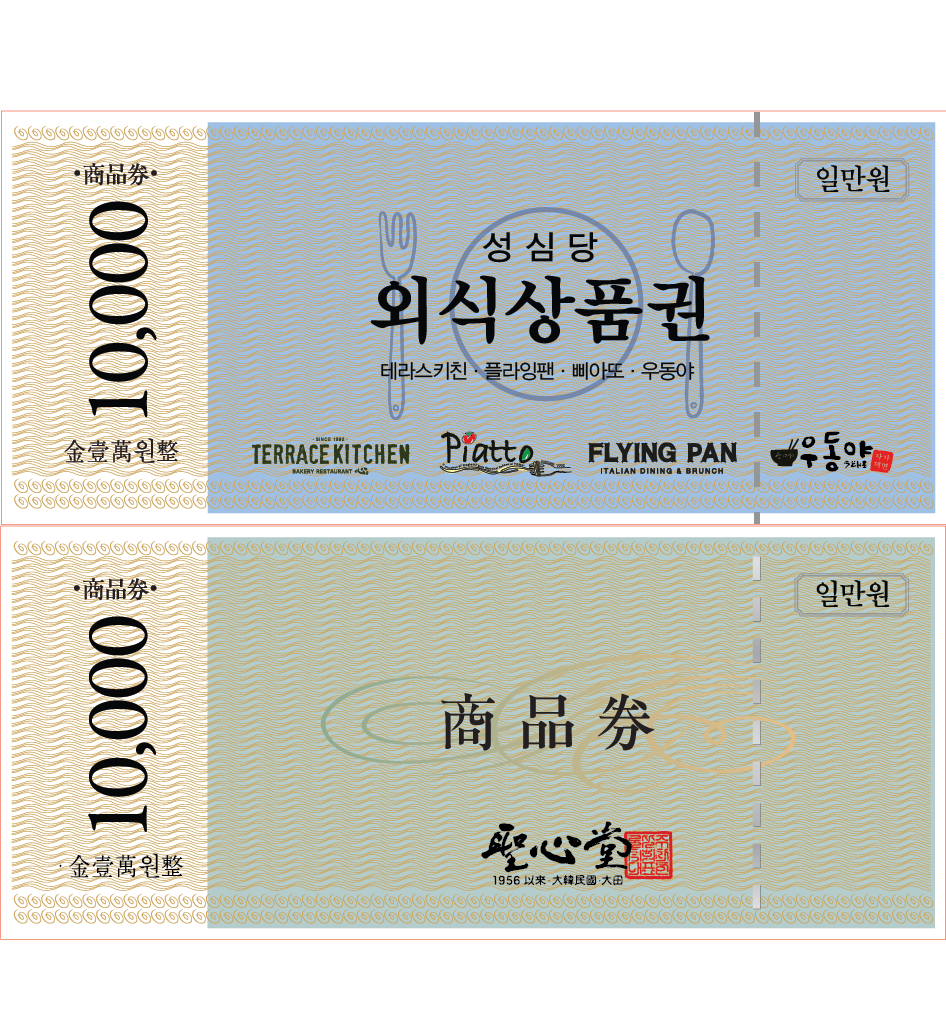 •商品券•
10,000
金壹萬원整
일만원
성심당
외식상품권
테라스키친 · 플라잉팬 · 삐아또 · 우동야
· SINCE 1992 ·
TERRACE KITCHEN
BAKERY RESTAURANT
Piatto
FLYING PAN
ITALIAN DINING & BRUNCH
우동야
•商品券•
10,000
金壹萬원整
일만원
商品券
聖心堂
1956 以來·大韓民國·大田